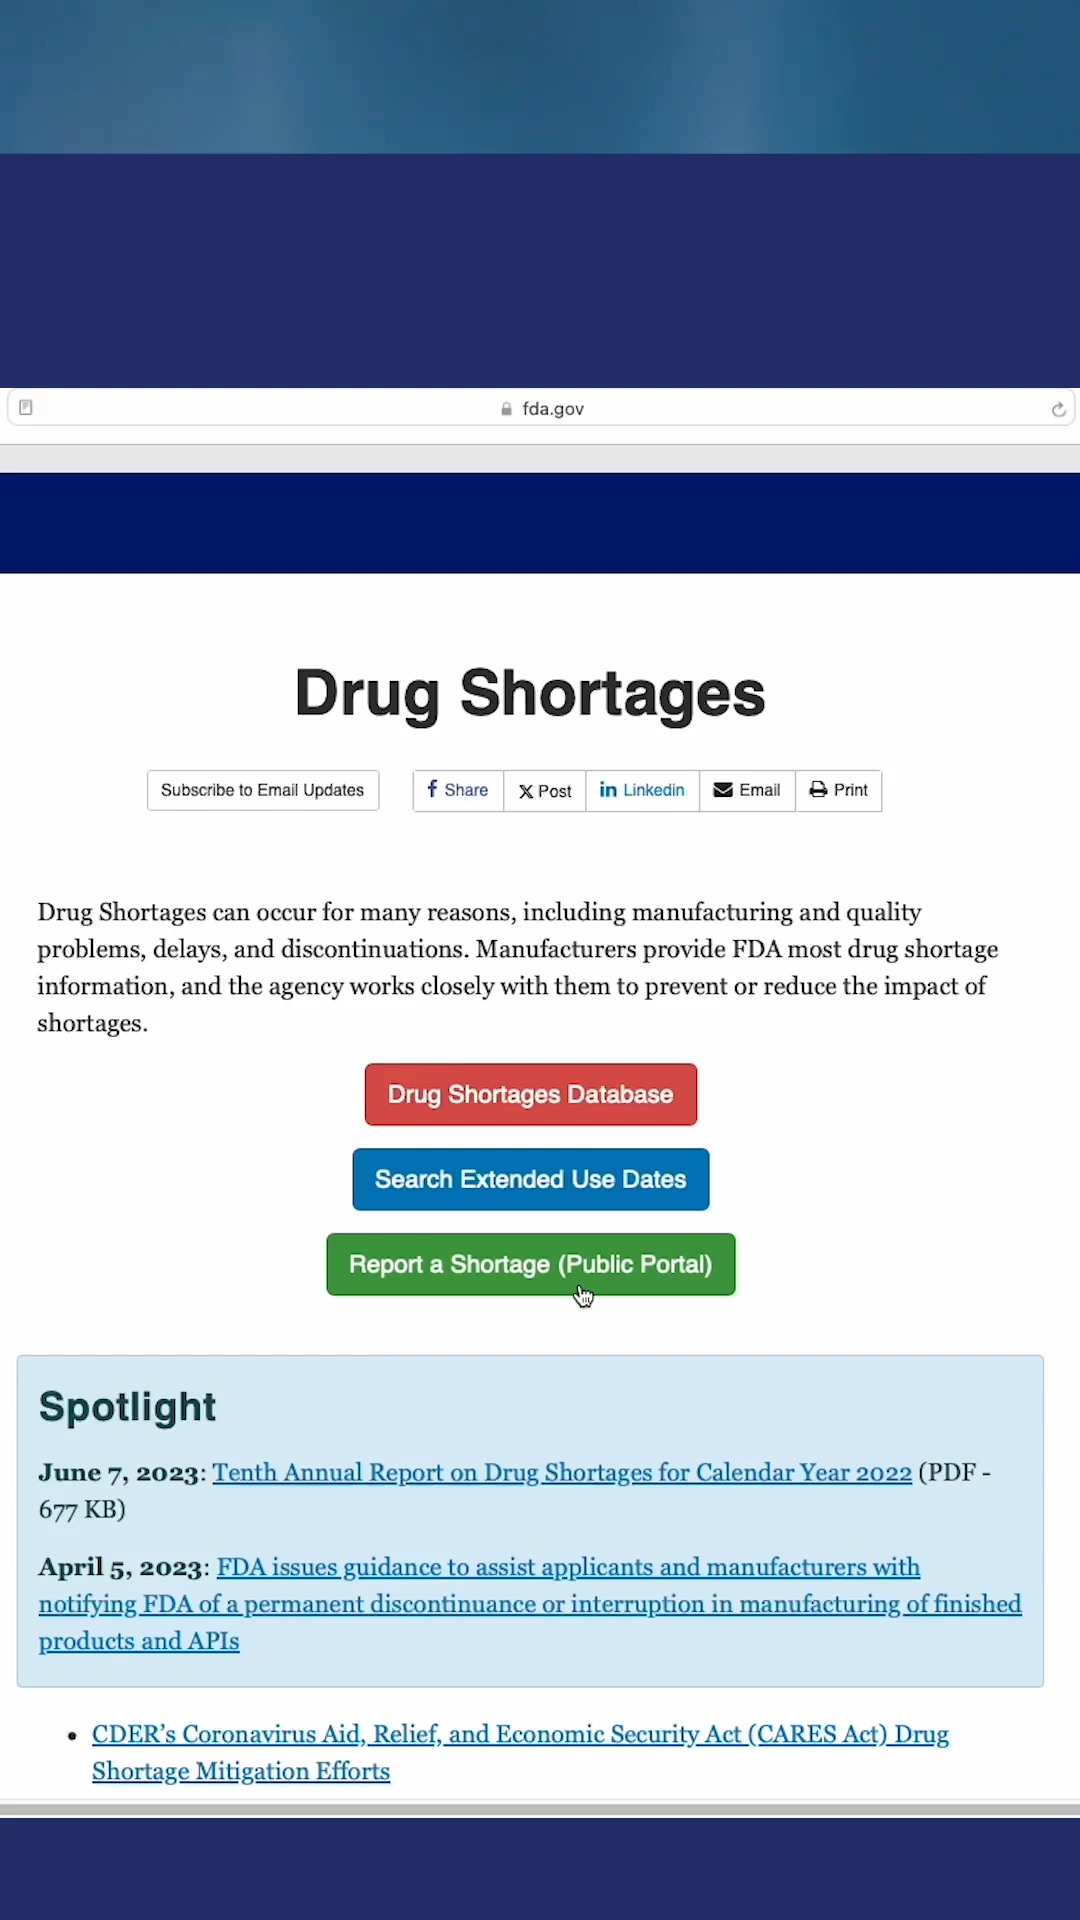 fda.gov
Drug Shortages
Subscribe to Email Updates
Share
Post
Linkedin
Email
Print
Drug Shortages can occur for many reasons, including manufacturing and quality
problems, delays, and discontinuations. Manufacturers provide FDA most drug shortage
information, and the agency works closely with them to prevent or reduce the impact of
shortages.
Drug Shortages Database
Search Extended Use Dates
Report a Shortage (Public Portal)
Spotlight
June 7, 2023: Tenth Annual Report on Drug Shortages for Calendar Year 2022 (PDF -
677 KB)
April 5, 2023: FDA issues guidance to assist applicants and manufacturers with
notifying FDA of a permanent discontinuance or interruption in manufacturing of finished
products and APIs
• CDER’s Coronavirus Aid, Relief, and Economic Security Act (CARES Act) Drug
Shortage Mitigation Efforts